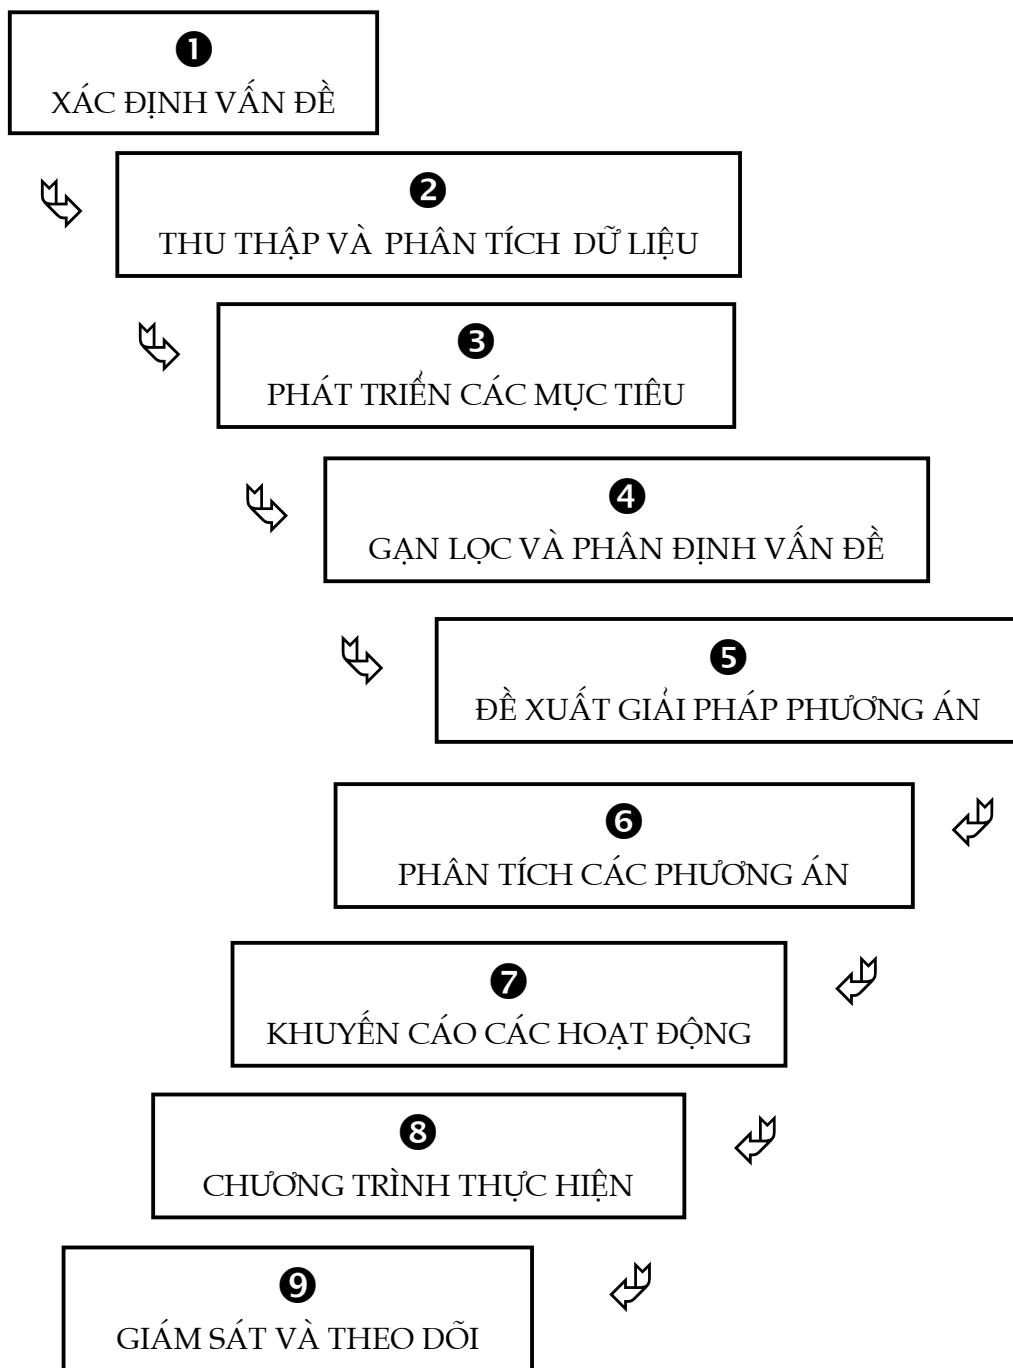 ❶
XÁC ĐỊNH VẤN ĐỀ
❷
THU THẬP VÀ PHÂN TÍCH DỮ LIỆU
❸
PHÁT TRIỂN CÁC MỤC TIÊU
❹
GẠN LỌC VÀ PHÂN ĐỊNH VẤN ĐỀ
❺
ĐỀ XUẤT GIẢI PHÁP PHƯƠNG ÁN
❻
PHÂN TÍCH CÁC PHƯƠNG ÁN
❼
KHUYẾN CÁO CÁC HOẠT ĐỘNG
❽
CHƯƠNG TRÌNH THỰC HIỆN
❾
GIÁM SÁT VÀ THEO DÕI